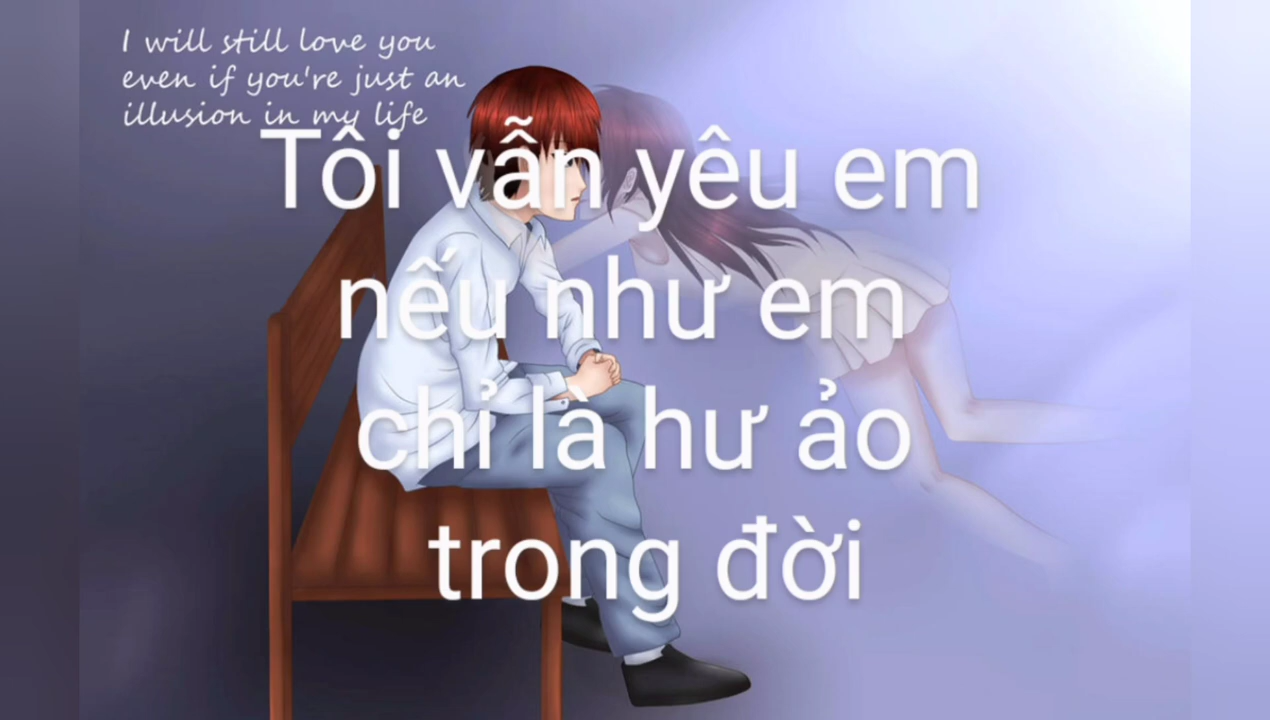 I will still love you
even if you're just an
illusion in my life
Tôi vẫn yêu em
nếu như em
chỉ là hư ảo
trong đời